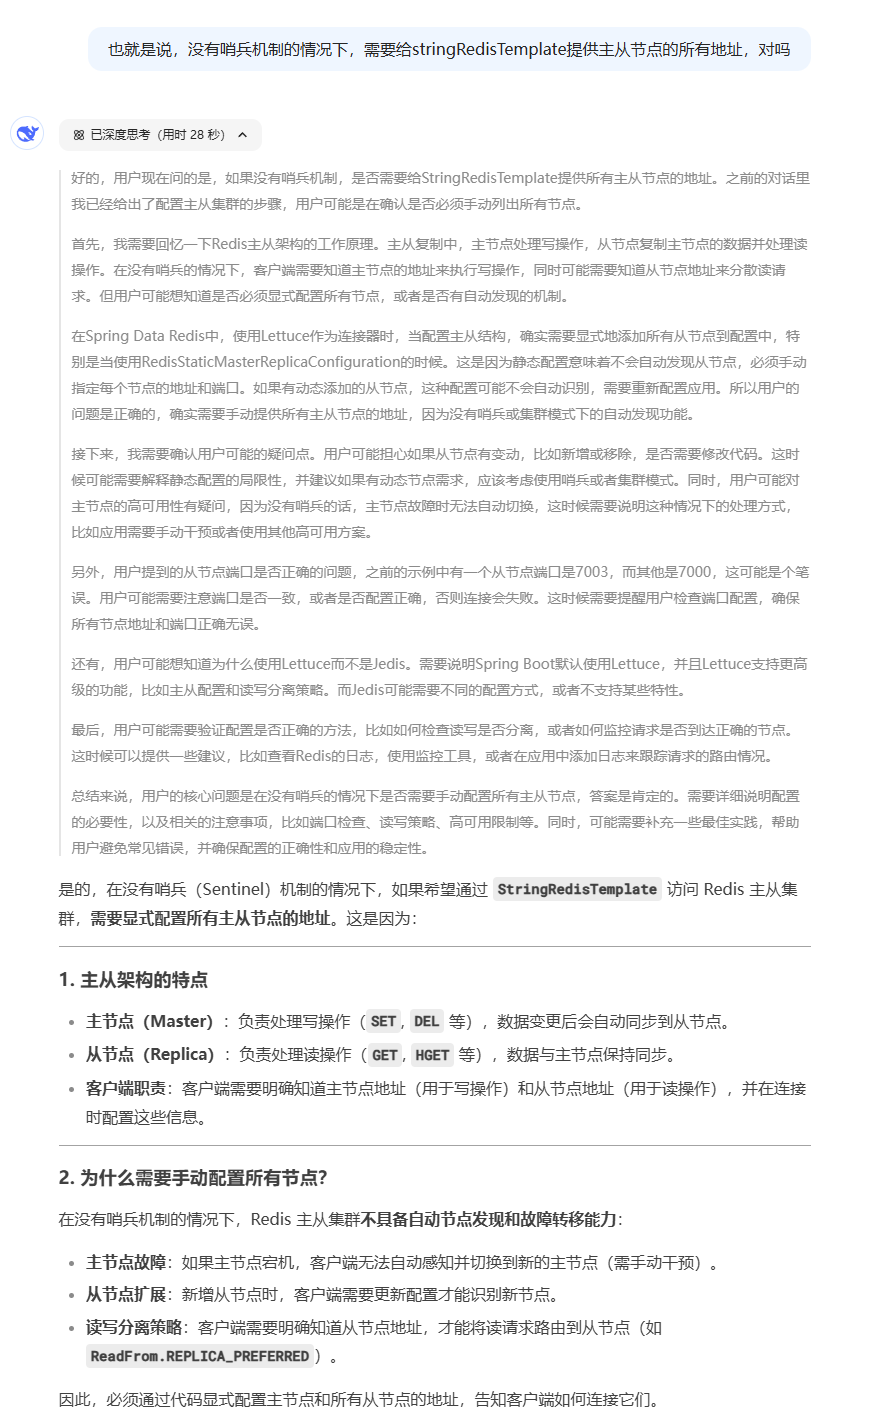 也就是说，没有哨兵机制的情况下，需要给stringRedisTemplate提供主从节点的所有地址，对吗
已深度思考（用时 28 秒）
好的，用户现在问的是，如果没有哨兵机制，是否需要给StringRedisTemplate提供所有主从节点的地址。之前的对话里
我已经给出了配置主从集群的步骤，用户可能是在确认是否必须手动列出所有节点。
首先，我需要回忆一下Redis主从架构的工作原理。主从复制中，主节点处理写操作，从节点复制主节点的数据并处理读
操作。在没有哨兵的情况下，客户端需要知道主节点的地址来执行写操作，同时可能需要知道从节点地址来分散读请
求。但用户可能想知道是否必须显式配置所有节点，或者是否有自动发现的机制。
在Spring Data Redis中，使用Lettuce作为连接器时，当配置主从结构，确实需要显式地添加所有从节点到配置中，特
别是当使用RedisStaticMasterReplicaConfiguration的时候。这是因为静态配置意味着不会自动发现从节点，必须手动
指定每个节点的地址和端口。如果有动态添加的从节点，这种配置可能不会自动识别，需要重新配置应用。所以用户的
问题是正确的，确实需要手动提供所有主从节点的地址，因为没有哨兵或集群模式下的自动发现功能。
接下来，我需要确认用户可能的疑问点。用户可能担心如果从节点有变动，比如新增或移除，是否需要修改代码。这时
候可能需要解释静态配置的局限性，并建议如果有动态节点需求，应该考虑使用哨兵或者集群模式。同时，用户可能对
主节点的高可用性有疑问，因为没有哨兵的话，主节点故障时无法自动切换，这时候需要说明这种情况下的处理方式，
比如应用需要手动干预或者使用其他高可用方案。
另外，用户提到的从节点端口是否正确的问题，之前的示例中有一个从节点端口是7003，而其他是7000，这可能是个笔
误。用户可能需要注意端口是否一致，或者是否配置正确，否则连接会失败。这时候需要提醒用户检查端口配置，确保
所有节点地址和端口正确无误。
还有，用户可能想知道为什么使用Lettuce而不是Jedis。需要说明Spring Boot默认使用Lettuce，并且Lettuce支持更高
级的功能，比如主从配置和读写分离策略。而Jedis可能需要不同的配置方式，或者不支持某些特性。
最后，用户可能需要验证配置是否正确的方法，比如如何检查读写是否分离，或者如何监控请求是否到达正确的节点。
这时候可以提供一些建议，比如查看Redis的日志，使用监控工具，或者在应用中添加日志来跟踪请求的路由情况。
总结来说，用户的核心问题是在没有哨兵的情况下是否需要手动配置所有主从节点，答案是肯定的。需要详细说明配置
的必要性，以及相关的注意事项，比如端口检查、读写策略、高可用限制等。同时，可能需要补充一些最佳实践，帮助
用户避免常见错误，并确保配置的正确性和应用的稳定性。
是的，在没有哨兵（Sentinel）机制的情况下，如果希望通过 StringRedisTemplate 访问 Redis 主从集
群，需要显式配置所有主从节点的地址。这是因为：
1. 主从架构的特点
• 主节点（Master）：负责处理写操作（SET, DEL 等），数据变更后会自动同步到从节点。
• 从节点（Replica）：负责处理读操作（GET, HGET 等），数据与主节点保持同步。
• 客户端职责：客户端需要明确知道主节点地址（用于写操作）和从节点地址（用于读操作），并在连接
时配置这些信息。
2. 为什么需要手动配置所有节点？
在没有哨兵机制的情况下，Redis 主从集群不具备自动节点发现和故障转移能力：
• 主节点故障：如果主节点宕机，客户端无法自动感知并切换到新的主节点（需手动干预）。
• 从节点扩展：新增从节点时，客户端需要更新配置才能识别新节点。
• 读写分离策略：客户端需要明确知道从节点地址，才能将读请求路由到从节点（如
ReadFrom.REPLICA_PREFERRED）。
因此，必须通过代码显式配置主节点和所有从节点的地址，告知客户端如何连接它们。